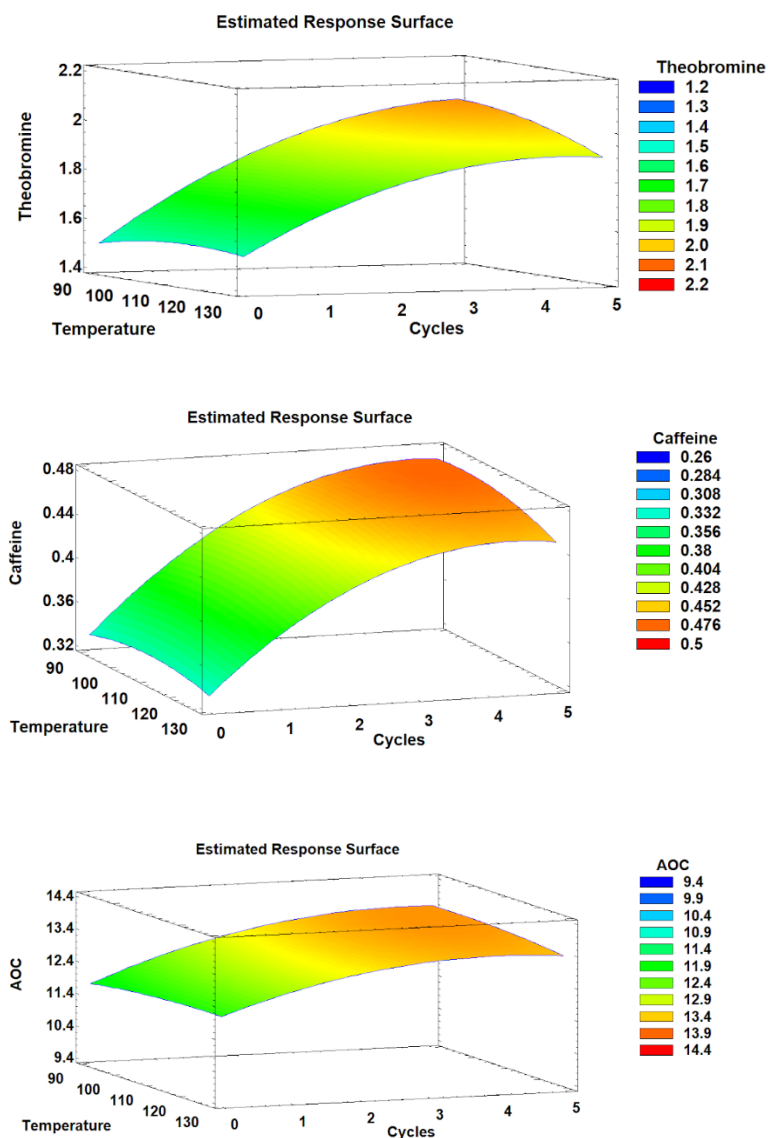 Estimated Response Surface
Theobromine
2.2
2
1.8
1.6
1.4
Theobromine
90 100 110 120 130
Temperature
0 1 2 3 4 5
Cycles
1.2
1.3
1.4
1.5
1.6
1.7
1.8
1.9
2.0
2.1
2.2
Estimated Response Surface
Caffeine
0.48
0.44
0.4
0.36
0.32
Caffeine
90 100 110 120 130
Temperature
0 1 2 3 4 5
Cycles
0.26
0.284
0.308
0.332
0.356
0.38
0.404
0.428
0.452
0.476
0.5
Estimated Response Surface
AOC
14.4
13.4
12.4
11.4
10.4
9.4
AOC
90 100 110 120 130
Temperature
0 1 2 3 4 5
Cycles
9.4
9.9
10.4
10.9
11.4
11.9
12.4
12.9
13.4
13.9
14.4